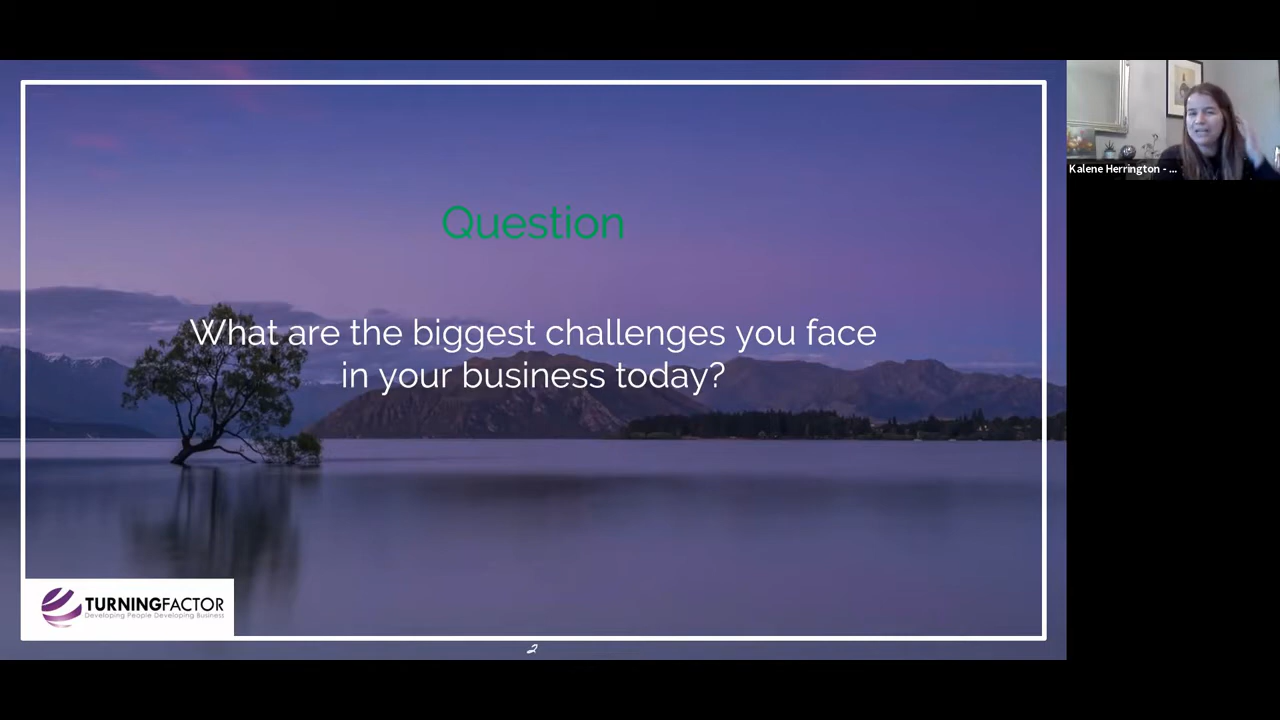 Question
What are the biggest challenges you face
in your business today?
TURNINGFACTOR
Developing People Developing Business
2
Kalene Herrington - ...